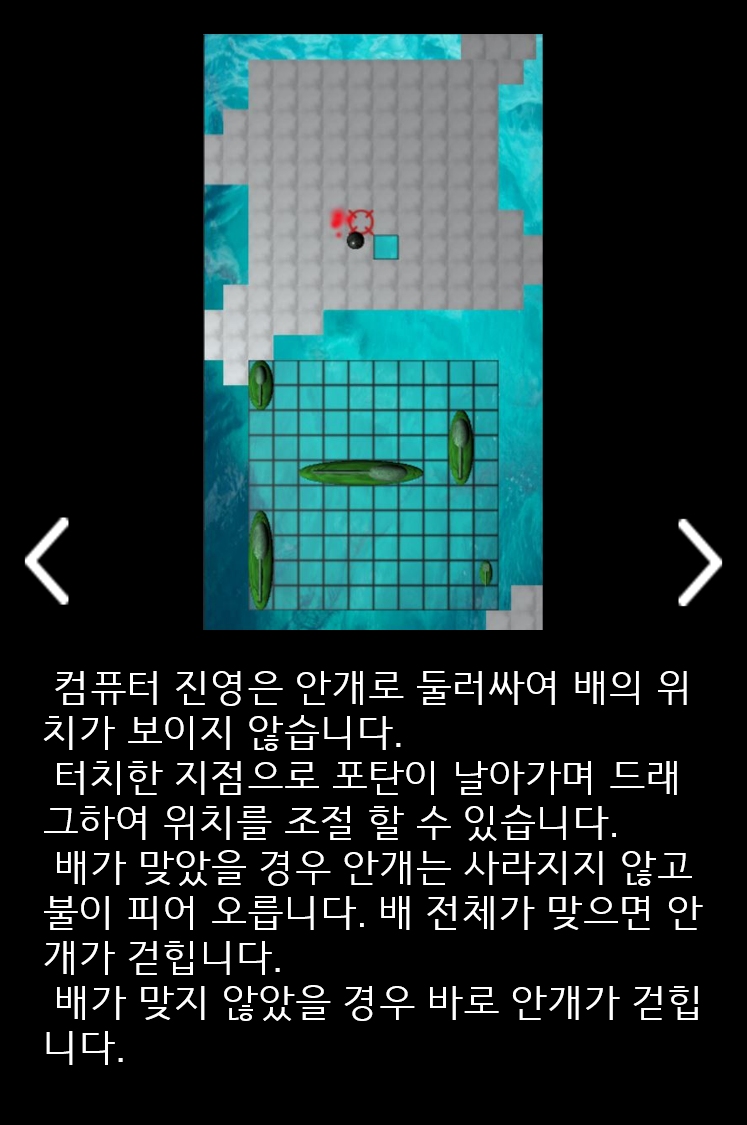 컴퓨터 진영은 안개로 둘러싸여 배의 위
치가 보이지 않습니다.
터치한 지점으로 포탄이 날아가며 드래
그하여 위치를 조절 할 수 있습니다.
배가 맞았을 경우 안개는 사라지지 않고
불이 피어 오릅니다. 배 전체가 맞으면 안
개가 걷힙니다.
배가 맞지 않았을 경우 바로 안개가 걷힙
니다.